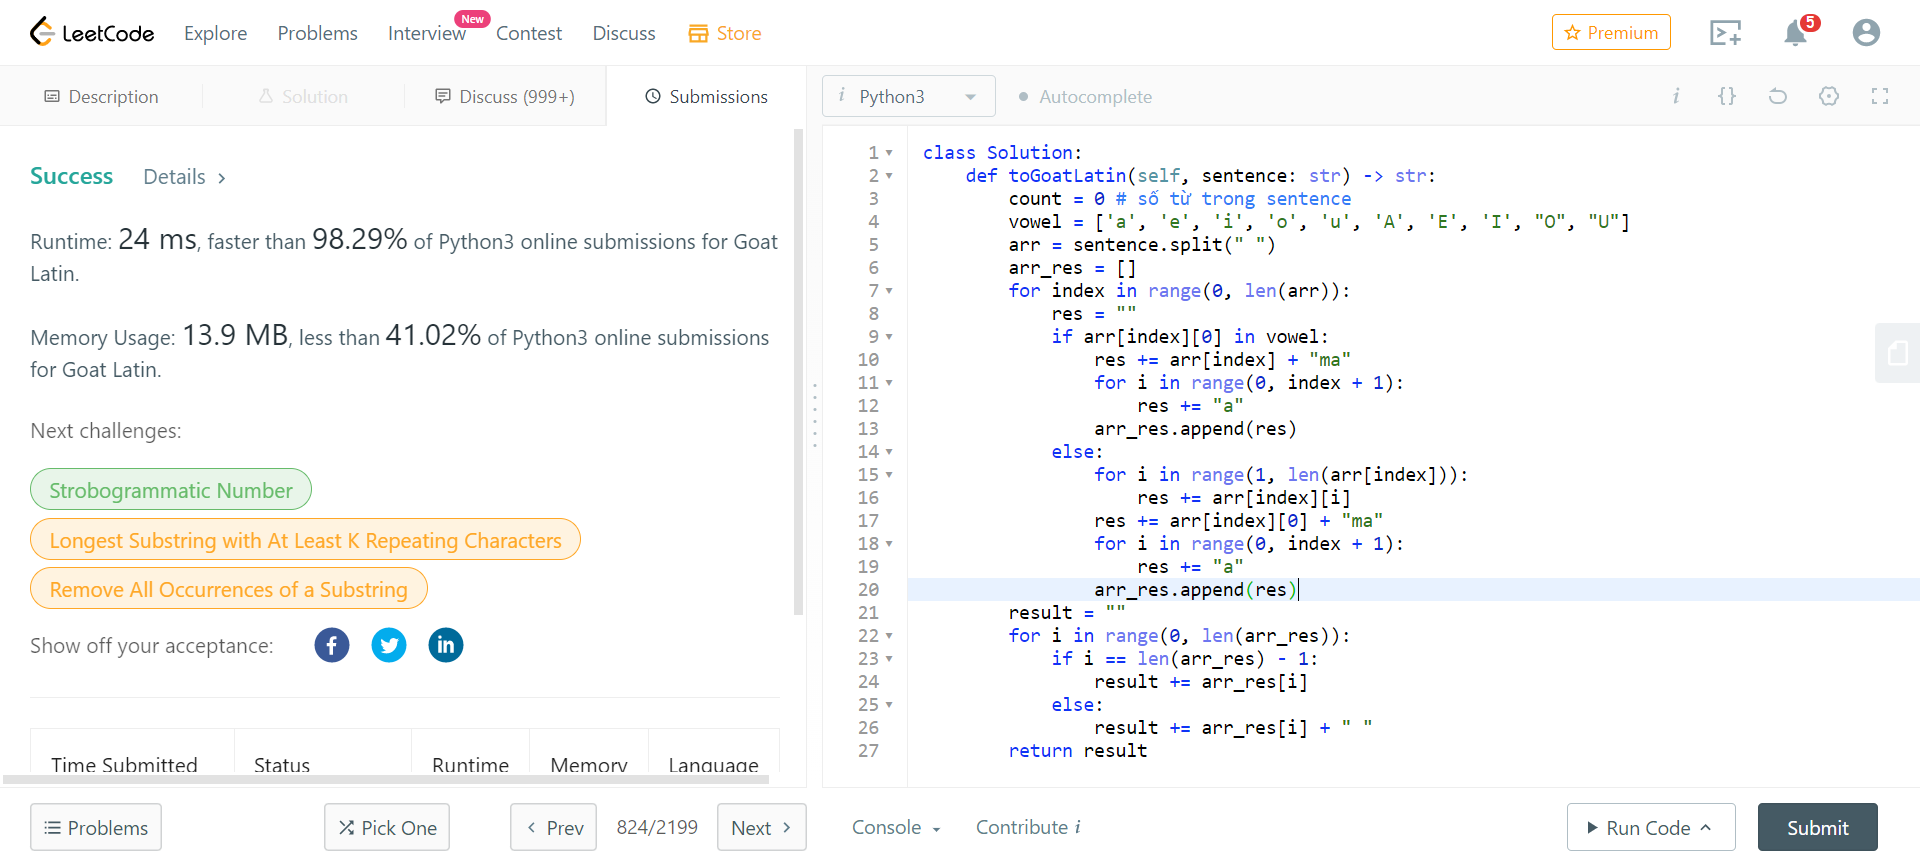 LeetCode
Explore
Problems
Interview
New
Contest
Discuss
Store
Premium
5
Description
Solution
Discuss (999+)
Submissions
i Python3
Autocomplete
i {}
Success Details
Runtime: 24 ms, faster than 98.29% of Python3 online submissions for Goat
Latin.
Memory Usage: 13.9 MB, less than 41.02% of Python3 online submissions
for Goat Latin.
Next challenges:
Strobogrammatic Number
Longest Substring with At Least K Repeating Characters
Remove All Occurrences of a Substring
Show off your acceptance:
Time Submitted Status Runtime Memory Language
1 class Solution:
2     def toGoatLatin(self, sentence: str) -> str:
3         count = 0 # số từ trong sentence
4         vowel = ['a', 'e', 'i', 'o', 'u', 'A', 'E', 'I', "O", "U"]
5         arr = sentence.split(" ")
6         arr_res = []
7         for index in range(0, len(arr)):
8             res = ""
9             if arr[index][0] in vowel:
10                 res += arr[index] + "ma"
11                 for i in range(0, index + 1):
12                     res += "a"
13                 arr_res.append(res)
14             else:
15                 for i in range(1, len(arr[index])):
16                     res += arr[index][i]
17                 res += arr[index][0] + "ma"
18                 for i in range(0, index + 1):
19                     res += "a"
20                 arr_res.append(res)
21         result = ""
22         for i in range(0, len(arr_res)):
23             if i == len(arr_res) - 1:
24                 result += arr_res[i]
25             else:
26                 result += arr_res[i] + " "
27         return result
Problems
Pick One
Prev
824/2199
Next
Console
Contribute i
Run Code
Submit